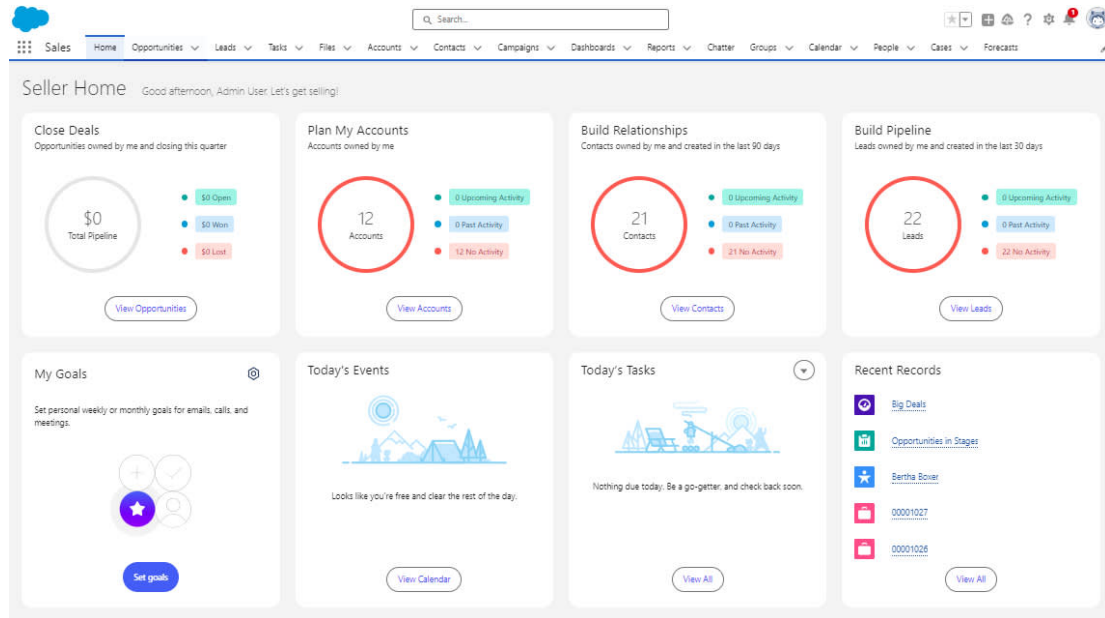 Search...
1
Sales Home Opportunities Leads Tasks Files Accounts Contacts Campaigns Dashboards Reports Chatter Groups Calendar People Cases Forecasts
Seller Home Good afternoon, Admin User. Let's get selling!
Close Deals
Opportunities owned by me and closing this quarter
$0
Total Pipeline
$0 Open
$0 Won
$0 Lost
View Opportunities
Plan My Accounts
Accounts owned by me
12
Accounts
0 Upcoming Activity
0 Past Activity
12 No Activity
View Accounts
Build Relationships
Contacts owned by me and created in the last 90 days
21
Contacts
0 Upcoming Activity
0 Past Activity
21 No Activity
View Contacts
Build Pipeline
Leads owned by me and created in the last 30 days
22
Leads
0 Upcoming Activity
0 Past Activity
22 No Activity
View Leads
My Goals
Set personal weekly or monthly goals for emails, calls, and
meetings.
Set goals
Today's Events
Looks like you're free and clear the rest of the day.
View Calendar
Today's Tasks
Nothing due today. Be a go-getter, and check back soon.
View All
Recent Records
Big Deals
Opportunities in Stages
Bertha Boxer
00001027
00001026
View All